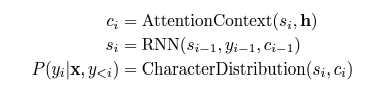 c_i = AttentionContext(s_i, **h**)
s_i = RNN(s_{i−1}, y_{i−1}, c_{i−1})
P(y_i|**x**, y_{<i}) = CharacterDistribution(s_i, c_i)